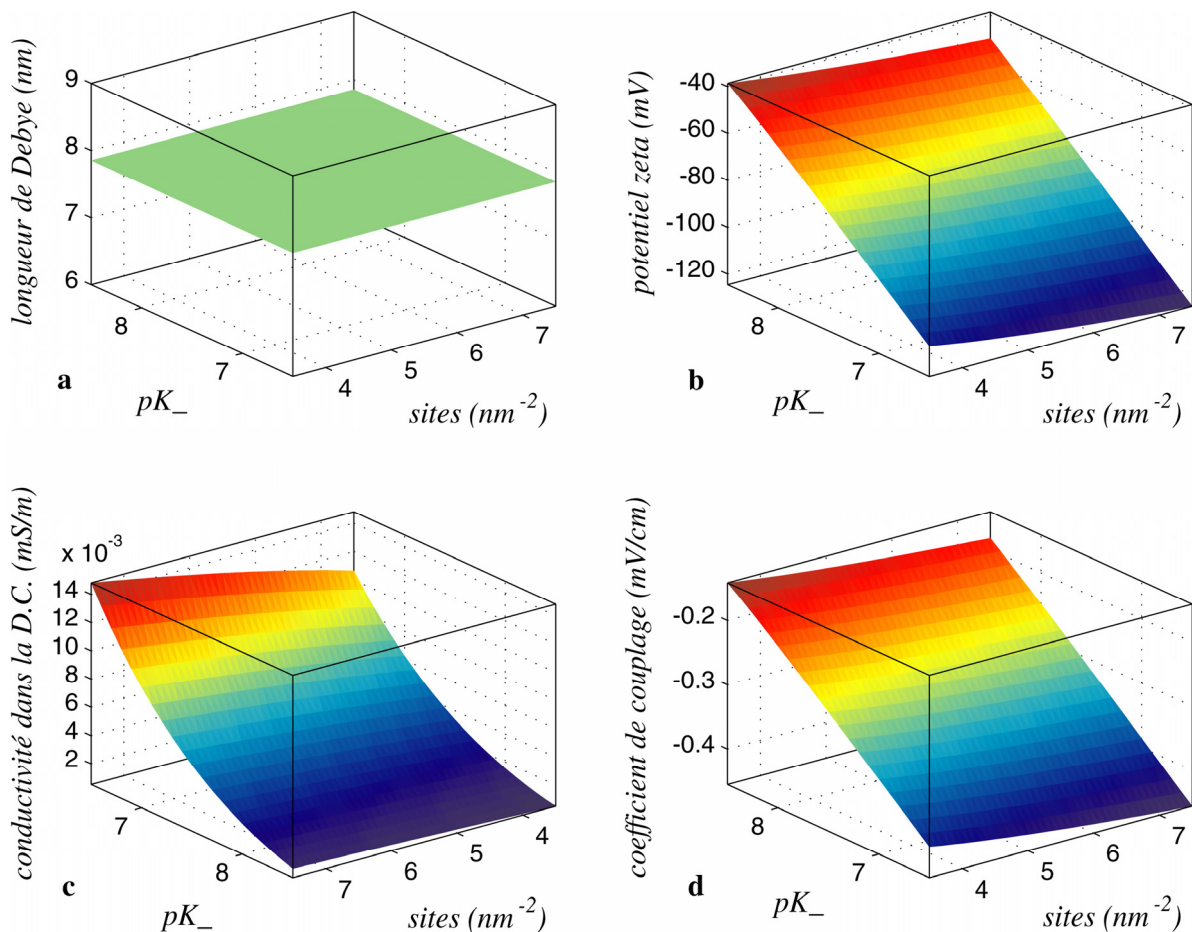 longueur de Debye (nm)
9
8
7
6
8
7
4
5
6
7
a
pK_
sites (nm-2)
potentiel zeta (mV)
-40
-60
-80
-100
-120
8
7
4
5
6
7
b
pK_
sites (nm-2)
conductivité dans la D.C. (mS/m)
x 10-3
14
12
10
8
6
4
2
7
8
7
6
5
4
c
pK_
sites (nm-2)
coefficient de couplage (mV/cm)
-0.2
-0.3
-0.4
8
7
4
5
6
7
d
pK_
sites (nm-2)